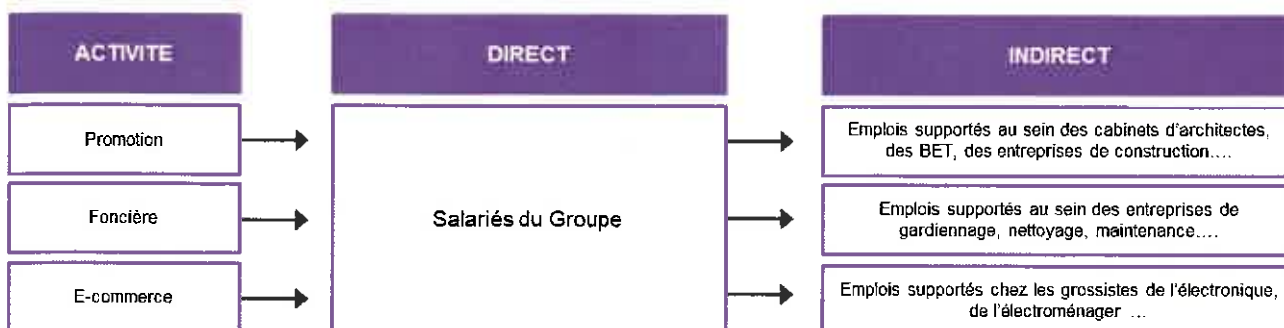 ACTIVITE
DIRECT
INDIRECT
Promotion
Emplois supportés au sein des cabinets d'architectes,
des BET, des entreprises de construction....
Foncière
Salariés du Groupe
Emplois supportés au sein des entreprises de
gardiennage, nettoyage, maintenance....
E-commerce
Emplois supportés chez les grossistes de l'électronique,
de l'électroménager ...